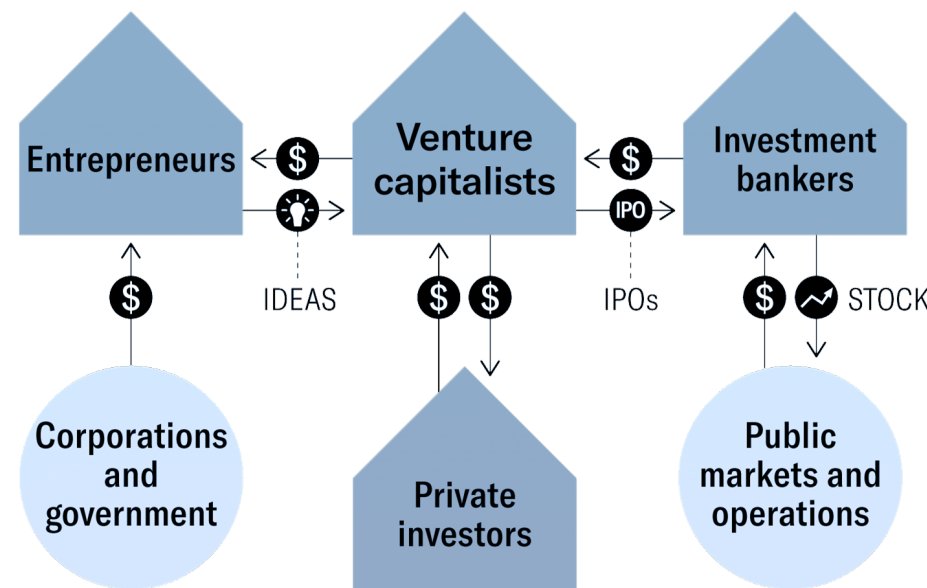 Entrepreneurs
$
Venture
capitalists
$
Investment
bankers
IPO
$
IDEAS
$
$
IPOs
$
STOCK
Corporations
and
government
Private
investors
Public
markets and
operations